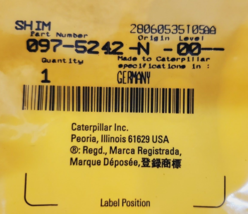 SHIM 28060535105AA
Part Number Origin Level
097-5242-N -00--
Quantity Made to Caterpillar
specifications in :
1 GERMANY
Caterpillar Inc.
Peoria, Illinois 61629 USA
®: Regd., Marca Registrada,
Marque Déposée, 登録商標
Label Position